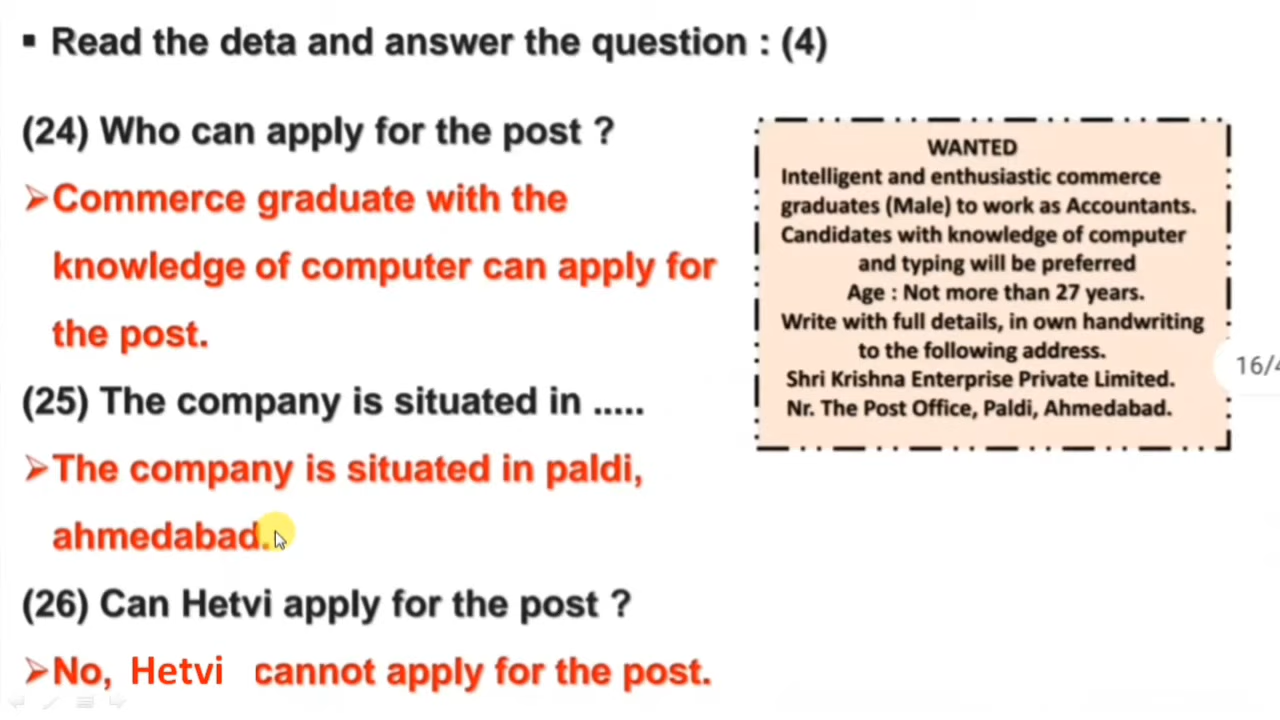 ▪ Read the deta and answer the question : (4)
(24) Who can apply for the post ?
➢Commerce graduate with the
knowledge of computer can apply for
the post.
(25) The company is situated in .....
➢The company is situated in paldi,
ahmedabad.
(26) Can Hetvi apply for the post ?
➢No, Hetvi cannot apply for the post.
WANTED
Intelligent and enthusiastic commerce
graduates (Male) to work as Accountants.
Candidates with knowledge of computer
and typing will be preferred
Age : Not more than 27 years.
Write with full details, in own handwriting
to the following address.
Shri Krishna Enterprise Private Limited.
Nr. The Post Office, Paldi, Ahmedabad.
16/4